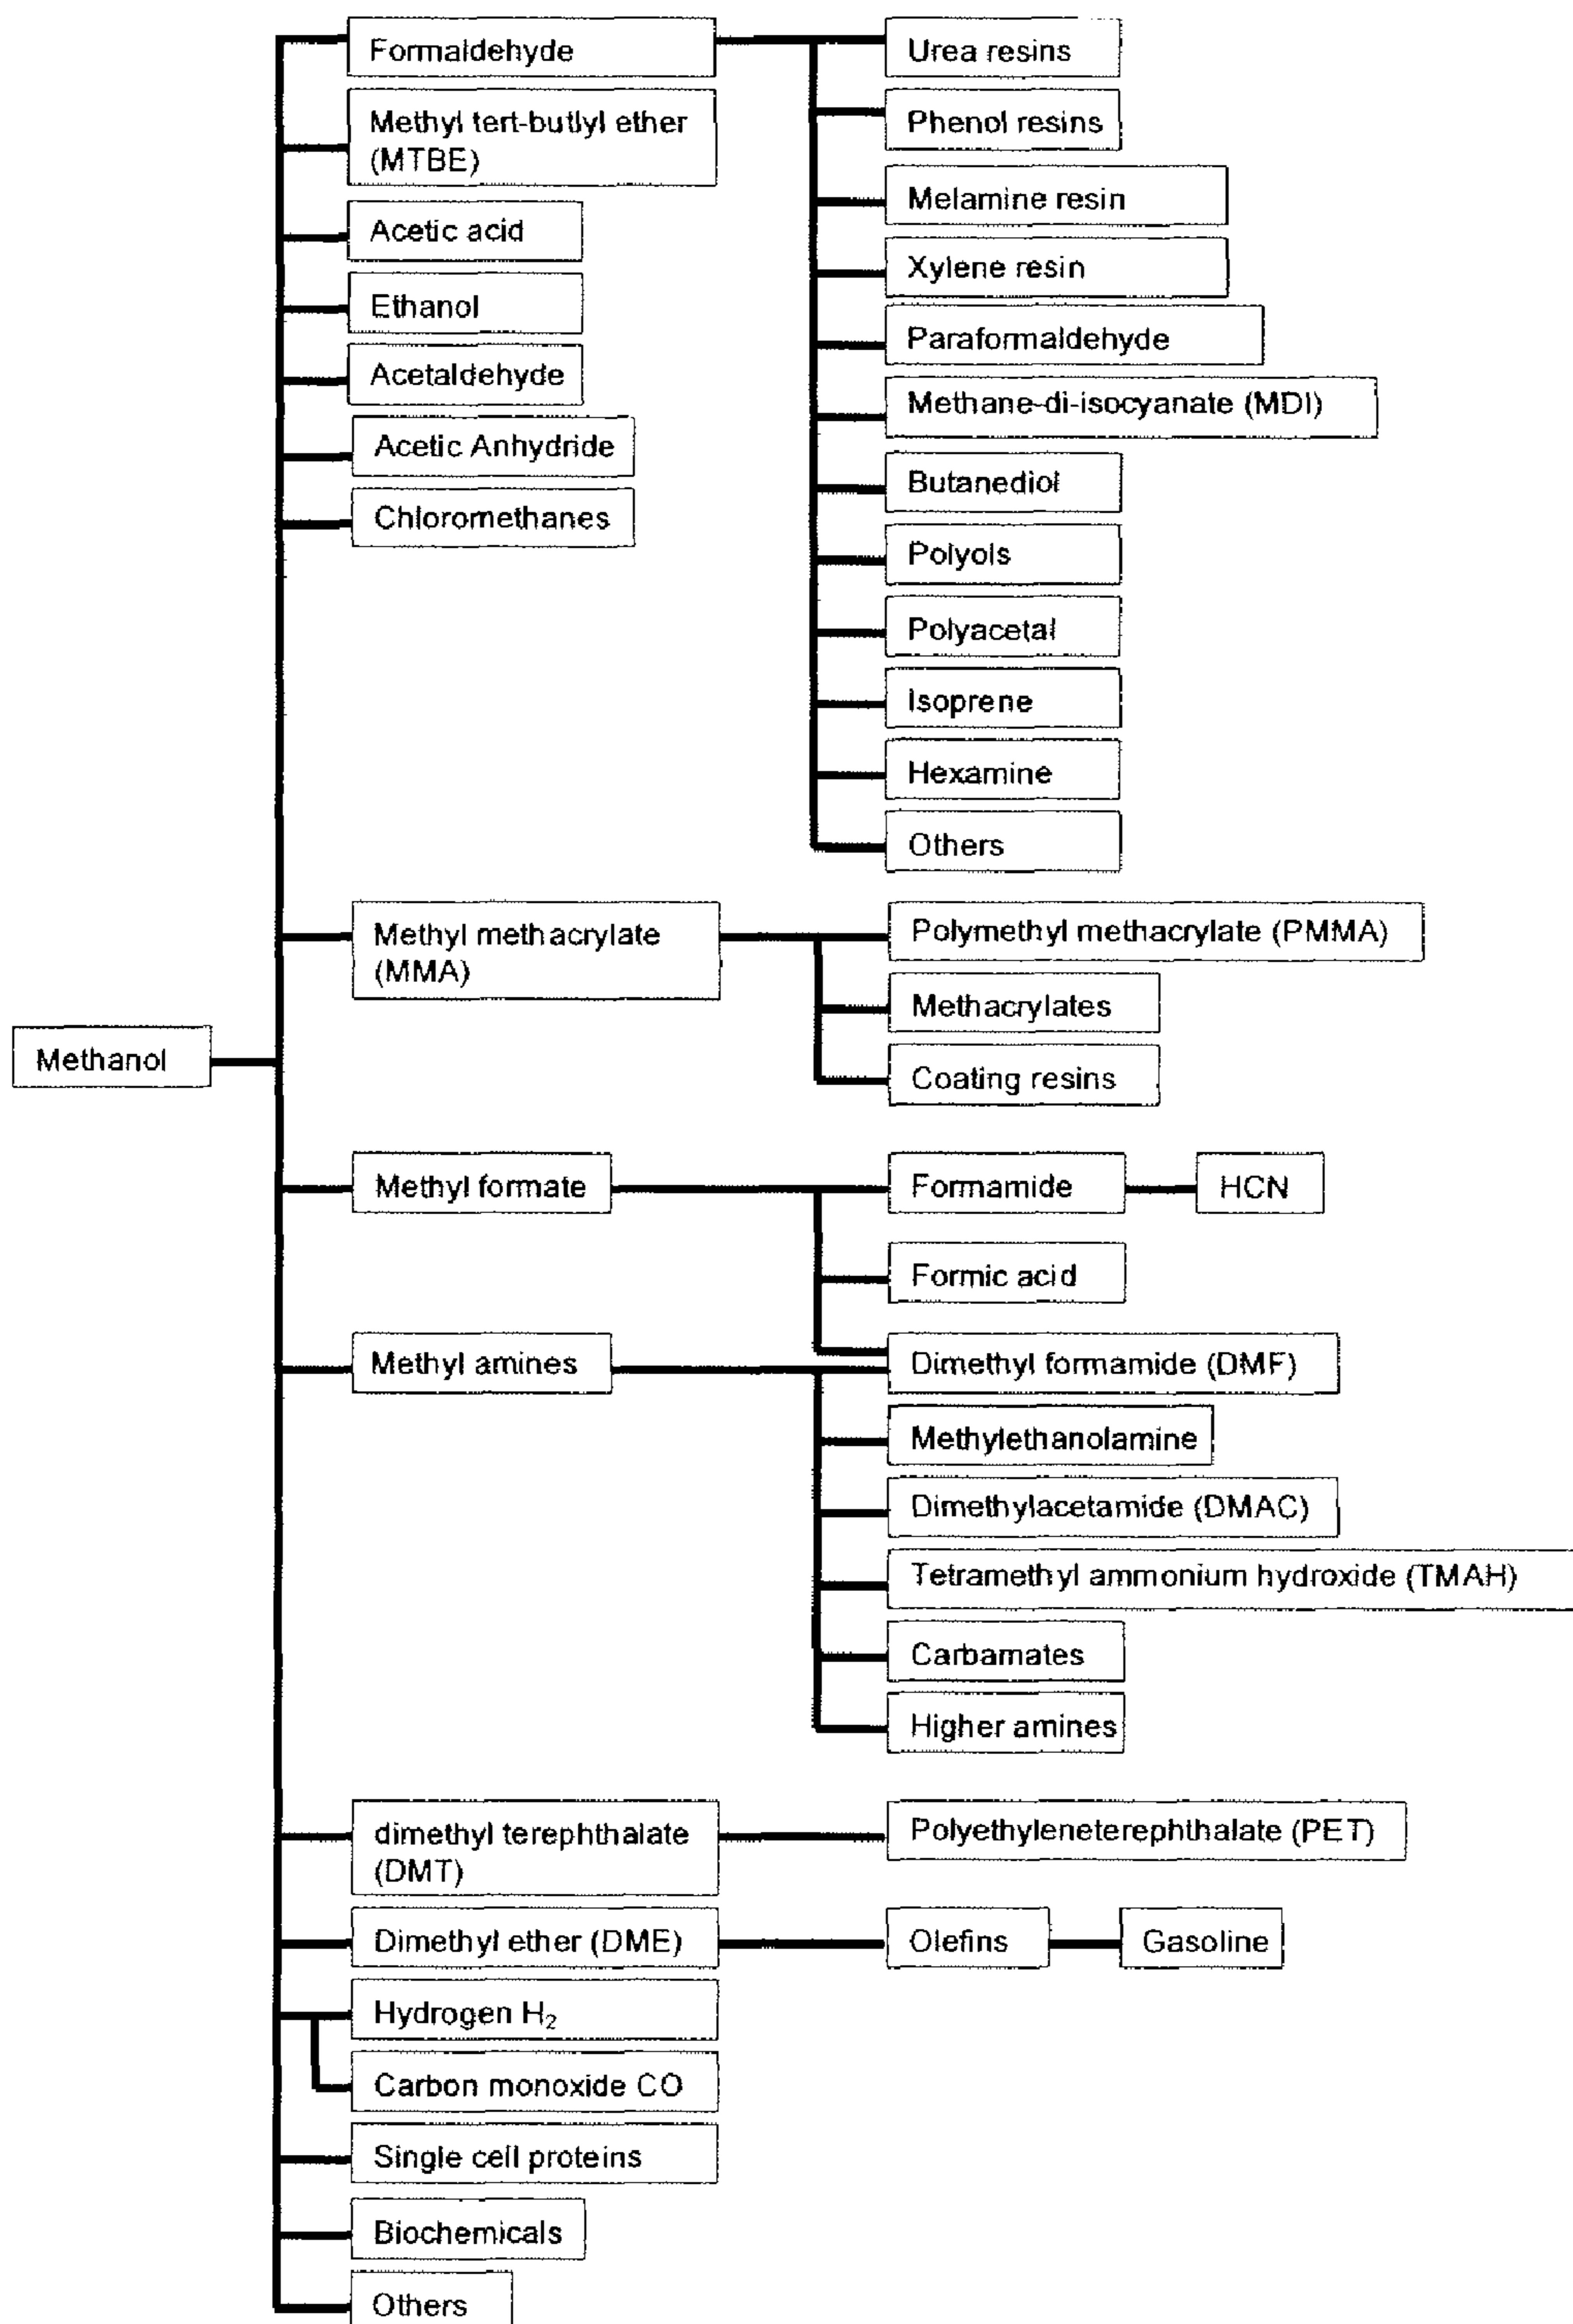 Formaldehyde
Methyl tert-butlyl ether
(MTBE)
Acetic acid
Ethanol
Acetaldehyde
Acetic Anhydride
Chloromethanes
Urea resins
Phenol resins
Melamine resin
Xylene resin
Paraformaldehyde
Methane-di-isocyanate (MDI)
Butanediol
Polyols
Polyacetal
Isoprene
Hexamine
Others
Methanol
Methyl methacrylate
(MMA)
Polymethyl methacrylate (PMMA)
Methacrylates
Coating resins
Methyl formate
Formamide
HCN
Formic acid
Methyl amines
Dimethyl formamide (DMF)
Methylethanolamine
Dimethylacetamide (DMAC)
Tetramethyl ammonium hydroxide (TMAH)
Carbamates
Higher amines
dimethyl terephthalate
(DMT)
Polyethyleneterephthalate (PET)
Dimethyl ether (DME)
Olefins
Gasoline
Hydrogen H₂
Carbon monoxide CO
Single cell proteins
Biochemicals
Others